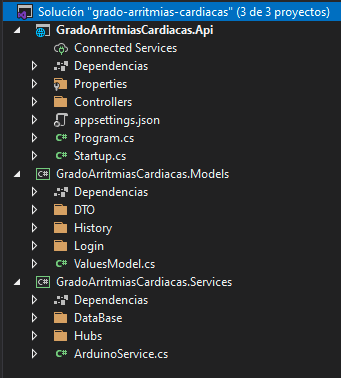 Solución "grado-arritmias-cardiacas" (3 de 3 proyectos)
GradoArritmiasCardiacas.Api
Connected Services
Dependencias
Properties
Controllers
appsettings.json
C# Program.cs
C# Startup.cs
C# GradoArritmiasCardiacas.Models
Dependencias
DTO
History
Login
C# ValuesModel.cs
C# GradoArritmiasCardiacas.Services
Dependencias
DataBase
Hubs
C# ArduinoService.cs